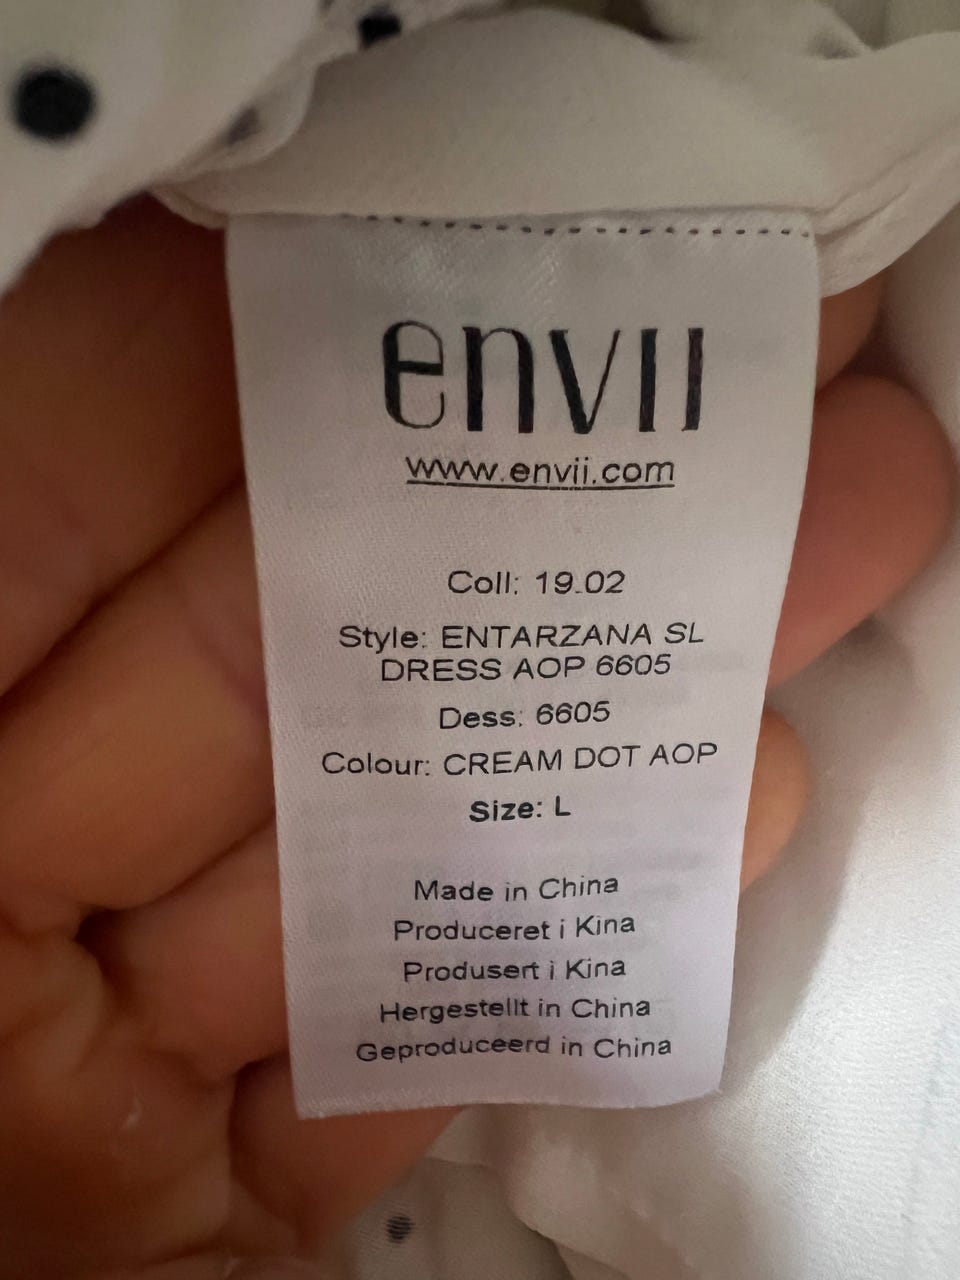 envii
www.envii.com
Coll: 19.02
Style: ENTARZANA SL
DRESS AOP 6605
Dess: 6605
Colour: CREAM DOT AOP
Size: L
Made in China
Produceret i Kina
Produsert i Kina
Hergestellt in China
Geproduceerd in China